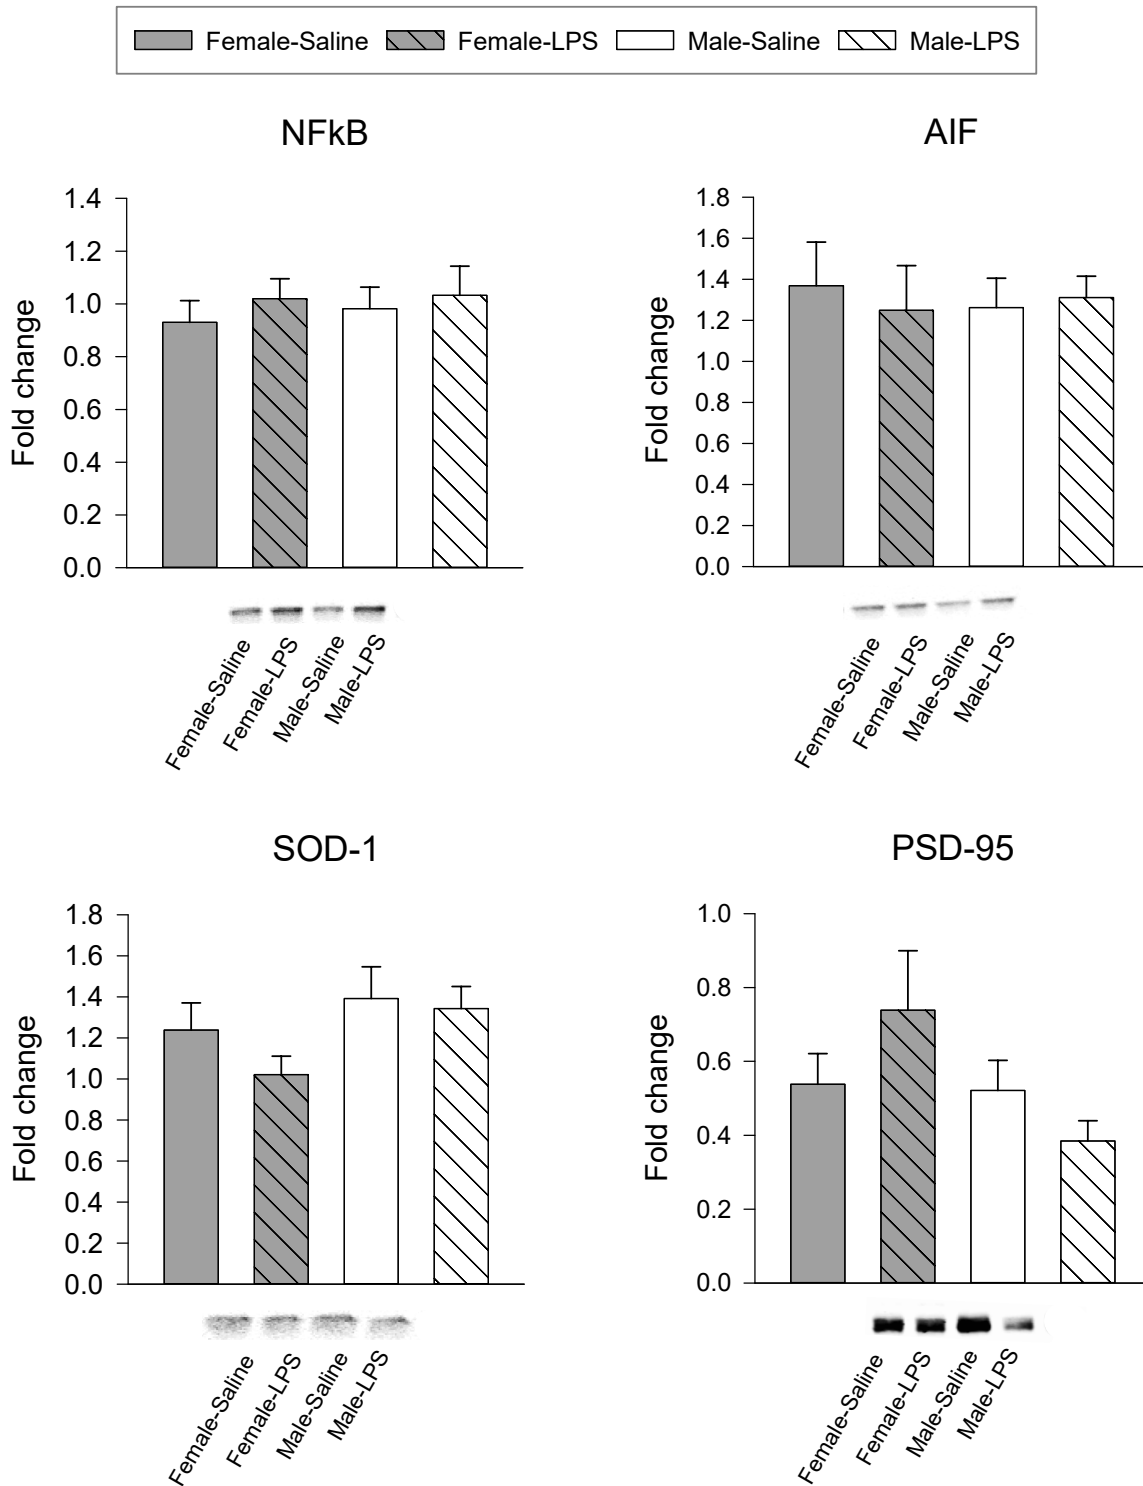 Female-Saline Female-LPS Male-Saline Male-LPS
NFkB
1.4
1.2
1.0
0.8
0.6
0.4
0.2
0.0
Fold change
Female-Saline
Female-LPS
Male-Saline
Male-LPS
AIF
1.8
1.6
1.4
1.2
1.0
0.8
0.6
0.4
0.2
0.0
Fold change
Female-Saline
Female-LPS
Male-Saline
Male-LPS
SOD-1
1.8
1.6
1.4
1.2
1.0
0.8
0.6
0.4
0.2
0.0
Fold change
Female-Saline
Female-LPS
Male-Saline
Male-LPS
PSD-95
1.0
0.8
0.6
0.4
0.2
0.0
Fold change
Female-Saline
Female-LPS
Male-Saline
Male-LPS